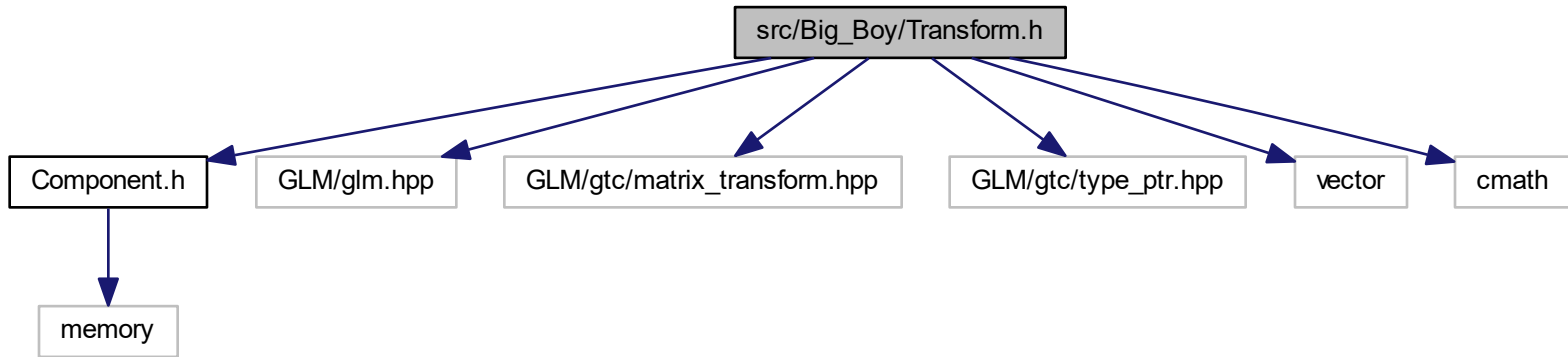 src/Big_Boy/Transform.h
Component.h
GLM/glm.hpp
GLM/gtc/matrix_transform.hpp
GLM/gtc/type_ptr.hpp
vector
cmath
memory